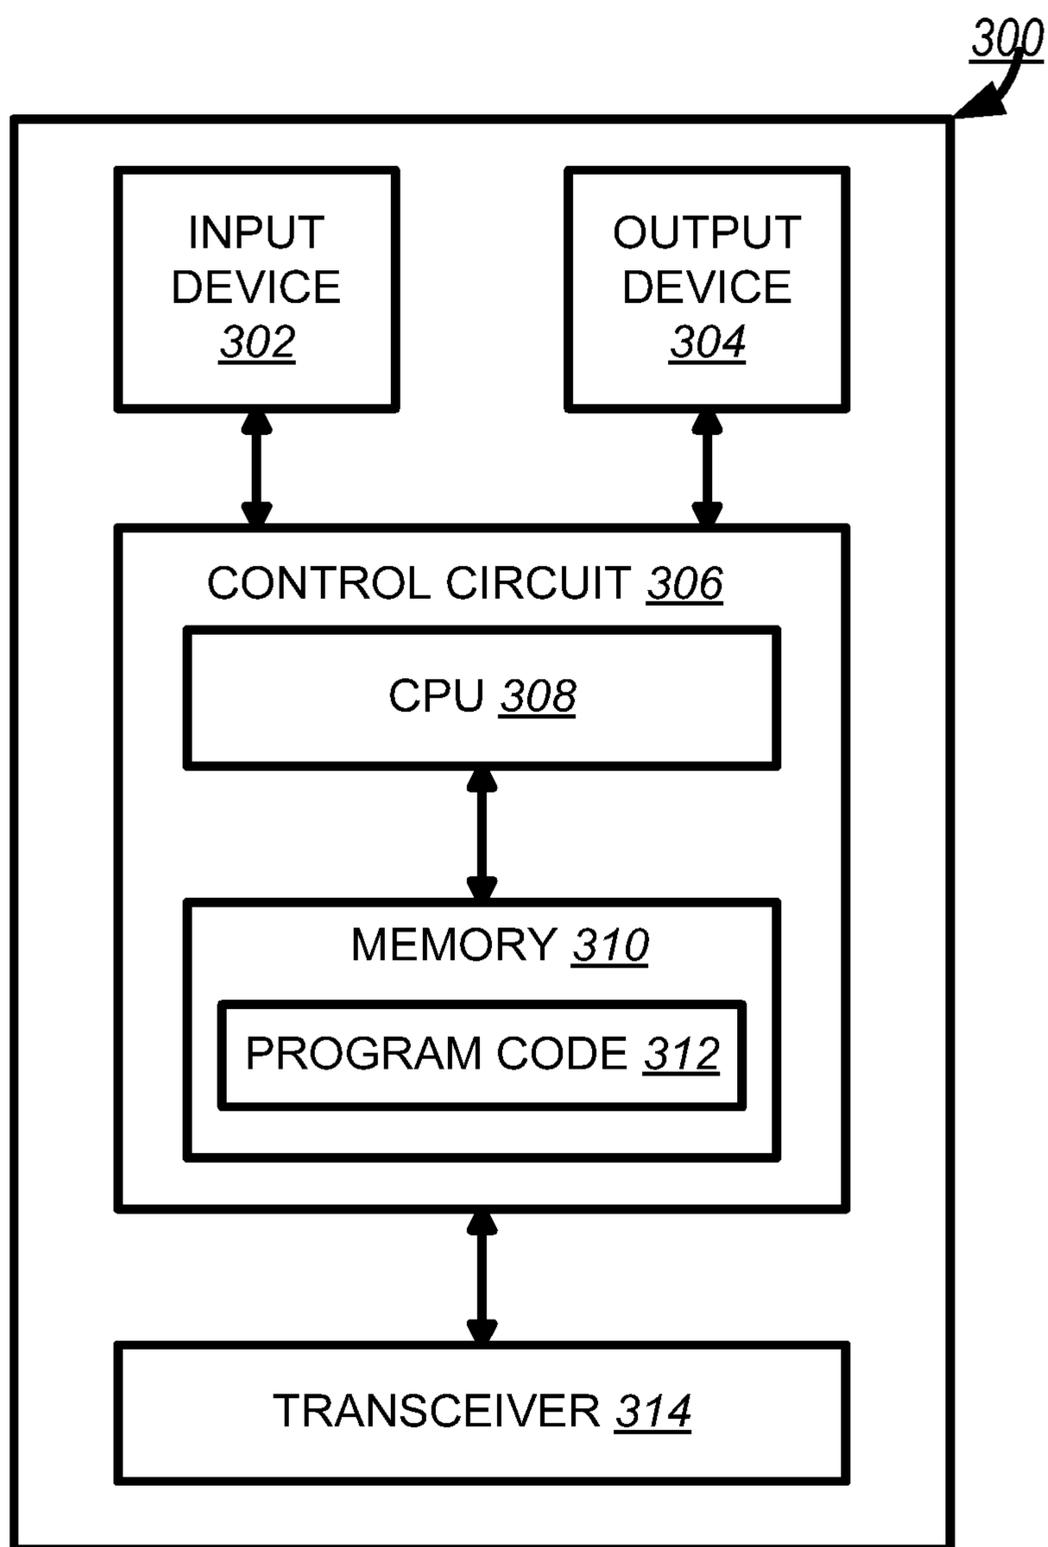 300
INPUT
DEVICE
302
OUTPUT
DEVICE
304
CONTROL CIRCUIT 306
CPU 308
MEMORY 310
PROGRAM CODE 312
TRANSCEIVER 314